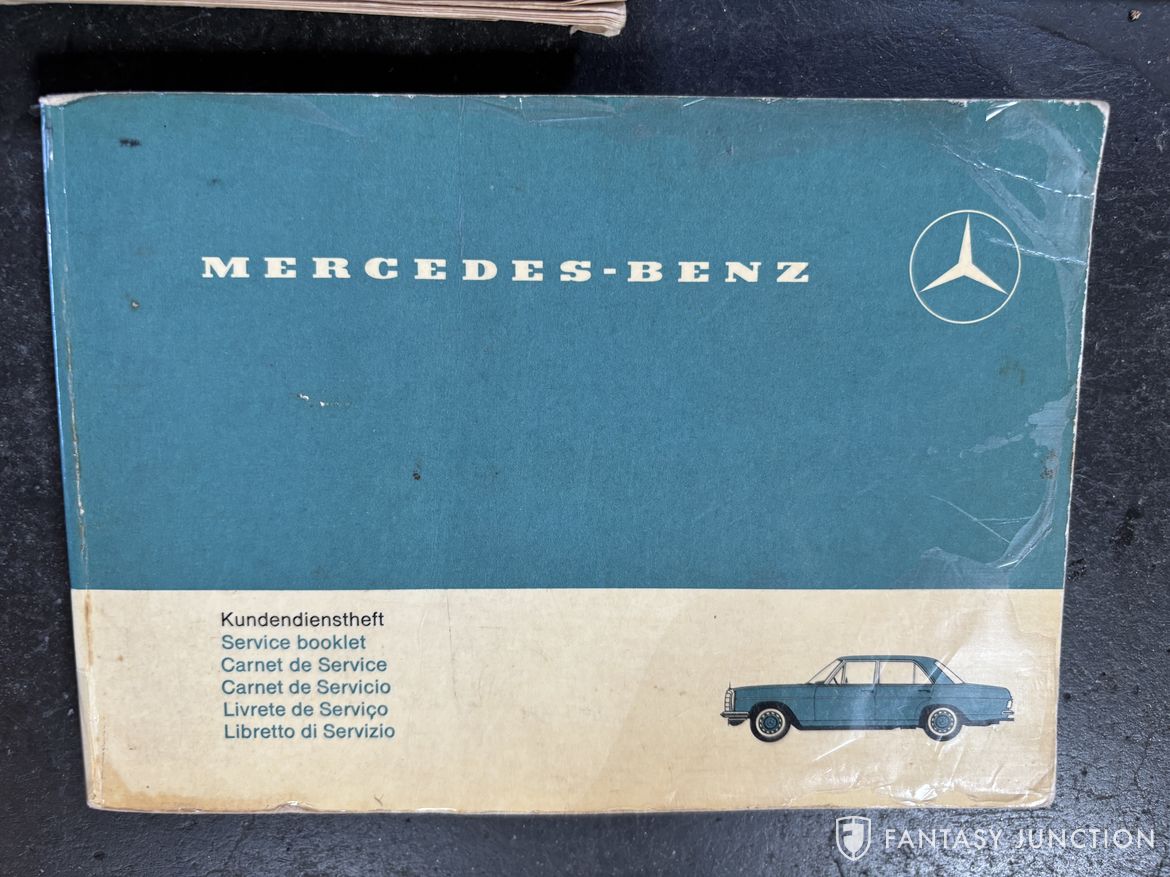 MERCEDES-BENZ
Kundendienstheft
Service booklet
Carnet de Service
Carnet de Servicio
Livrete de Serviço
Libretto di Servizio
FANTASY JUNCTION